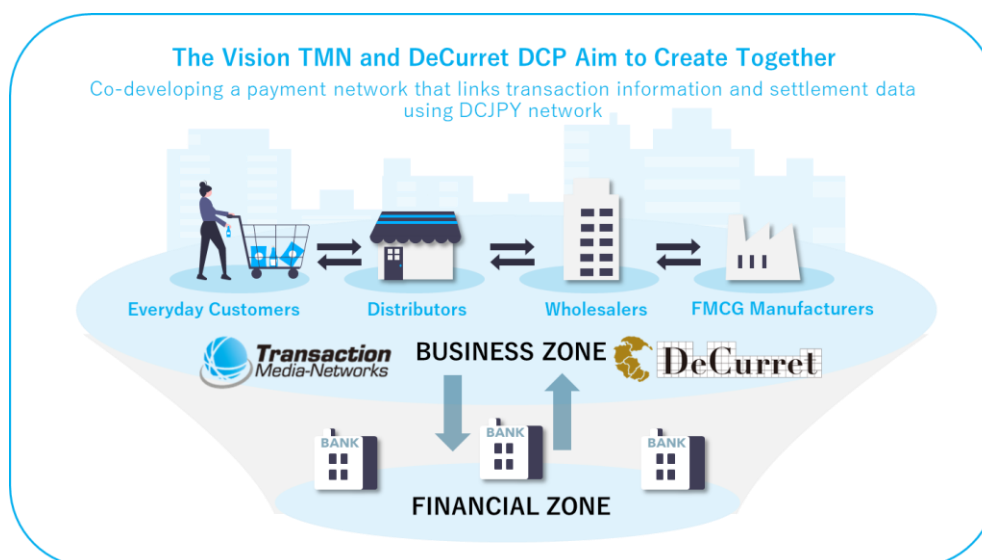 The Vision TMN and DeCurret DCP Aim to Create Together
Co-developing a payment network that links transaction information and settlement data
using DCJPY network
Everyday Customers
Distributors
Wholesalers
FMCG Manufacturers
Transaction
Media-Networks
BUSINESS ZONE
DeCurret
BANK
BANK
BANK
FINANCIAL ZONE